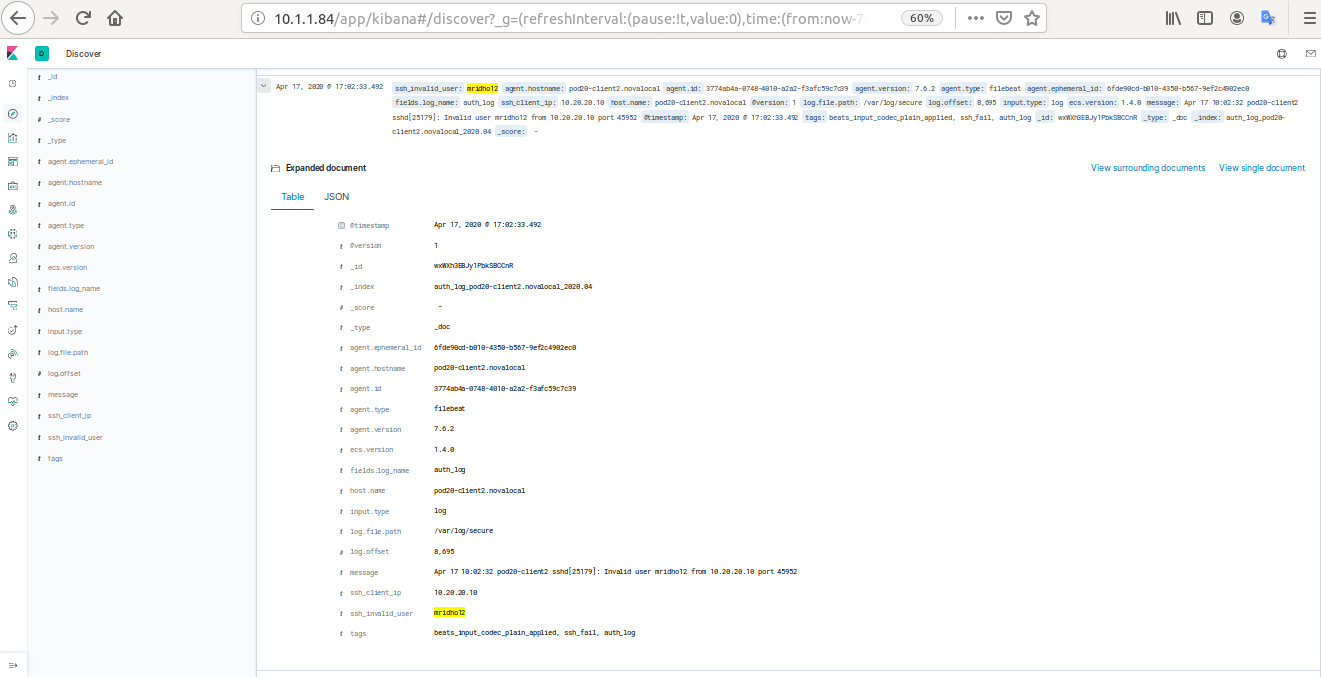 10.1.1.84/app/kibana#/discover?_g=(refreshInterval:(pause:!t,value:0),time:(from:now-7
60%
D Discover
_id
_index
_score
_type
agent.ephemeral_id
agent.hostname
agent.id
agent.type
agent.version
ecs.version
fields.log_name
host.name
input.type
log.file.path
log.offset
message
ssh_client_ip
ssh_invalid_user
tags
Apr 17, 2020 @ 17:02:33.492 ssh_invalid_user: mridho12 agent.hostname: pod20-client2.novalocal agent.id: 3774ab4a-0748-4010-a2a2-f3afc59c7c39 agent.version: 7.6.2 agent.type: filebeat agent.ephemeral_id: 6fde90cd-b010-4350-b567-9ef2c4902ec0
fields.log_name: auth_log ssh_client_ip: 10.20.20.10 host.name: pod20-client2.novalocal @version: 1 log.file.path: /var/log/secure log.offset: 8,695 input.type: log ecs.version: 1.4.0 message: Apr 17 10:02:32 pod20-client2
sshd[25179]: Invalid user mridho12 from 10.20.20.10 port 45952 @timestamp: Apr 17, 2020 @ 17:02:33.492 tags: beats_input_codec_plain_applied, ssh_fail, auth_log _id: wxWXh3EBJy1PbkSBCCnR _type: _doc _index: auth_log_pod20-
client2.novalocal_2020.04 _score: -
Expanded document
View surrounding documents View single document
Table JSON
@timestamp Apr 17, 2020 @ 17:02:33.492
t @version 1
t _id wxWXh3EBJy1PbkSBCCnR
t _index auth_log_pod20-client2.novalocal_2020.04
# _score -
t _type _doc
t agent.ephemeral_id 6fde90cd-b010-4350-b567-9ef2c4902ec0
t agent.hostname pod20-client2.novalocal
t agent.id 3774ab4a-0748-4010-a2a2-f3afc59c7c39
t agent.type filebeat
t agent.version 7.6.2
t ecs.version 1.4.0
t fields.log_name auth_log
t host.name pod20-client2.novalocal
t input.type log
t log.file.path /var/log/secure
# log.offset 8,695
t message Apr 17 10:02:32 pod20-client2 sshd[25179]: Invalid user mridho12 from 10.20.20.10 port 45952
t ssh_client_ip 10.20.20.10
t ssh_invalid_user mridho12
t tags beats_input_codec_plain_applied, ssh_fail, auth_log